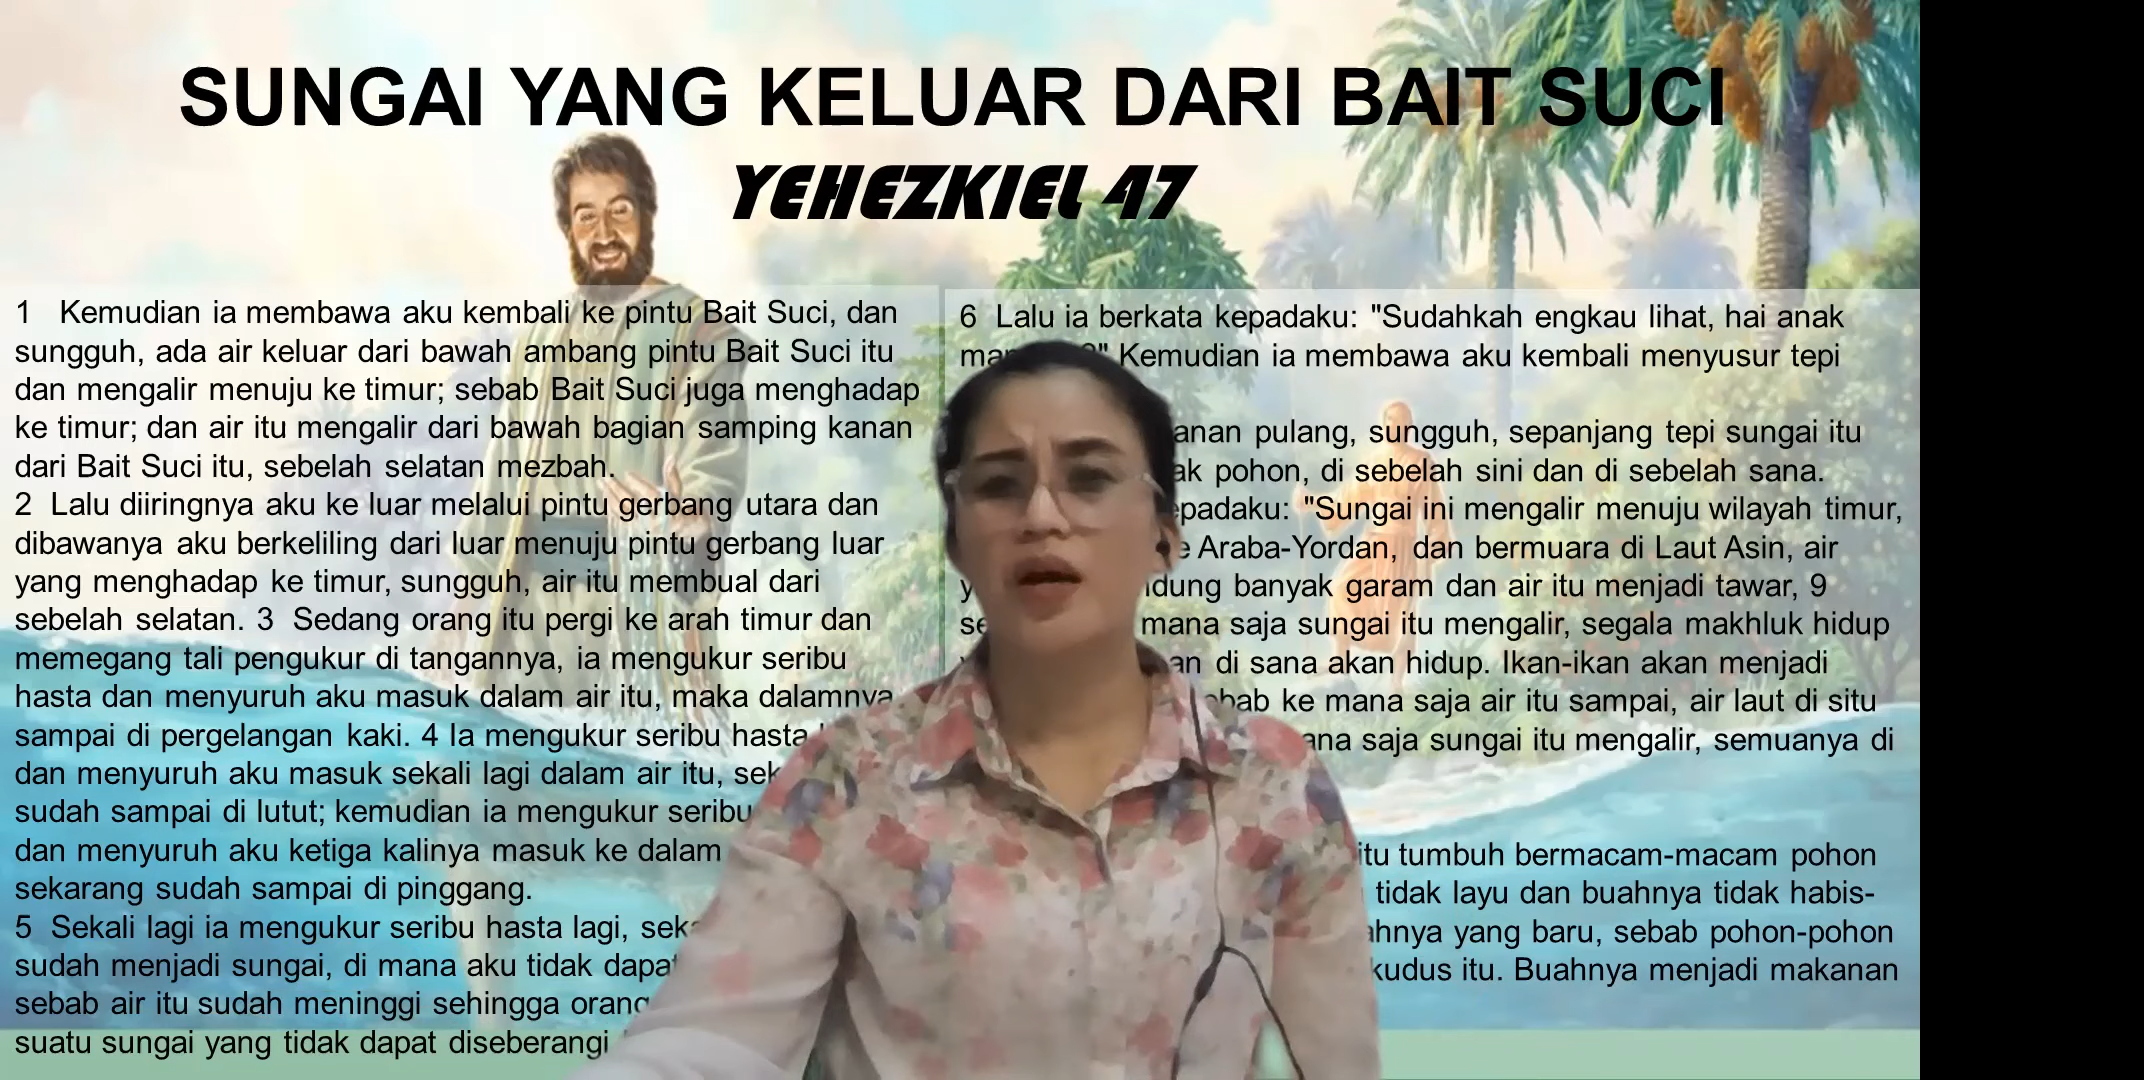 SUNGAI YANG KELUAR DARI BAIT SUCI
YEHEZKIEL 47
1 Kemudian ia membawa aku kembali ke pintu Bait Suci, dan
sungguh, ada air keluar dari bawah ambang pintu Bait Suci itu
dan mengalir menuju ke timur; sebab Bait Suci juga menghadap
ke timur; dan air itu mengalir dari bawah bagian samping kanan
dari Bait Suci itu, sebelah selatan mezbah.
2 Lalu diiringnya aku ke luar melalui pintu gerbang utara dan
dibawanya aku berkeliling dari luar menuju pintu gerbang luar
yang menghadap ke timur, sungguh, air itu membual dari
sebelah selatan. 3 Sedang orang itu pergi ke arah timur dan
memegang tali pengukur di tangannya, ia mengukur seribu
hasta dan menyuruh aku masuk dalam air itu, maka dalamnya
sampai di pergelangan kaki. 4 Ia mengukur seribu hasta
dan menyuruh aku masuk sekali lagi dalam air itu,
sudah sampai di lutut; kemudian ia mengukur seribu
dan menyuruh aku ketiga kalinya masuk ke dalam
sekarang sudah sampai di pinggang.
5 Sekali lagi ia mengukur seribu hasta lagi,
sudah menjadi sungai, di mana aku tidak
sebab air itu sudah meninggi sehingga
suatu sungai yang tidak dapat diseberangi
6 Lalu ia berkata kepadaku: "Sudahkah engkau lihat, hai anak
Kemudian ia membawa aku kembali menyusur tepi
pulang, sungguh, sepanjang tepi sungai itu
pohon, di sebelah sini dan di sebelah sana.
"Sungai ini mengalir menuju wilayah timur,
Araba-Yordan, dan bermuara di Laut Asin, air
banyak garam dan air itu menjadi tawar, 9
mana saja sungai itu mengalir, segala makhluk hidup
di sana akan hidup. Ikan-ikan akan menjadi
ke mana saja air itu sampai, air laut di situ
saja sungai itu mengalir, semuanya di
itu tumbuh bermacam-macam pohon
tidak layu dan buahnya tidak habis-
yang baru, sebab pohon-pohon
kudus itu. Buahnya menjadi makanan